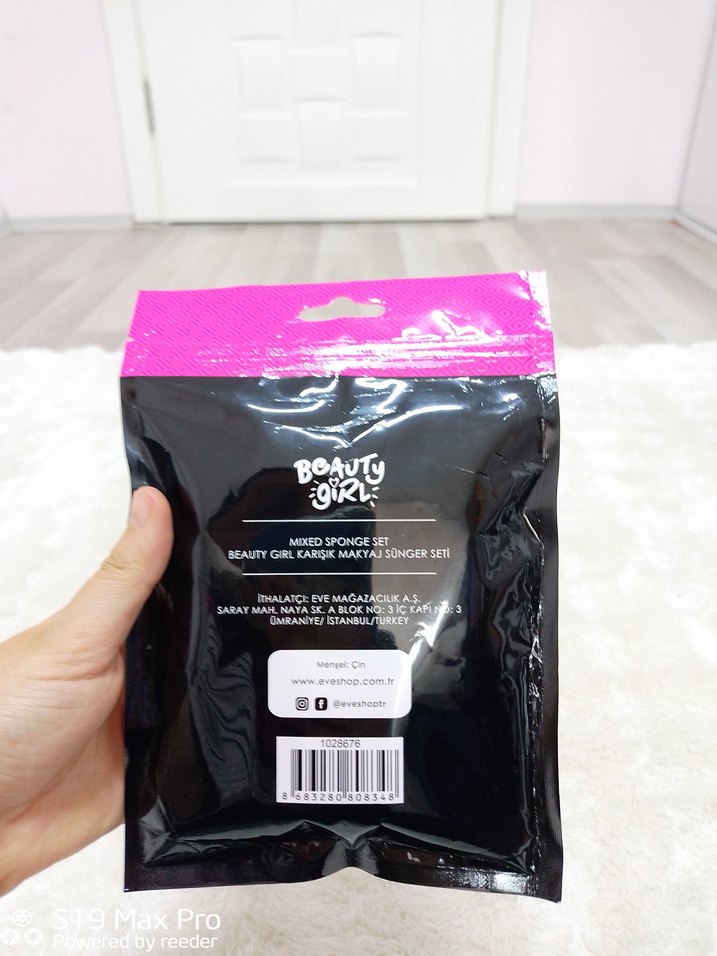 BEAUTY
GIRL
MIXED SPONGE SET
BEAUTY GIRL KARIŞIK MAKYAJ SÜNGER SETİ
İTHALATÇI: EVE MAĞAZACILIK A.Ş.
SARAY MAH. NAYA SK. A BLOK NO: 3 İÇ KAPI NO: 3
ÜMRANİYE/ İSTANBUL/TURKEY
Menşei: Çin
www.eveshop.com.tr
@eveshoptr
1028676
8 683280 808348
S19 Max Pro
Powered by reeder